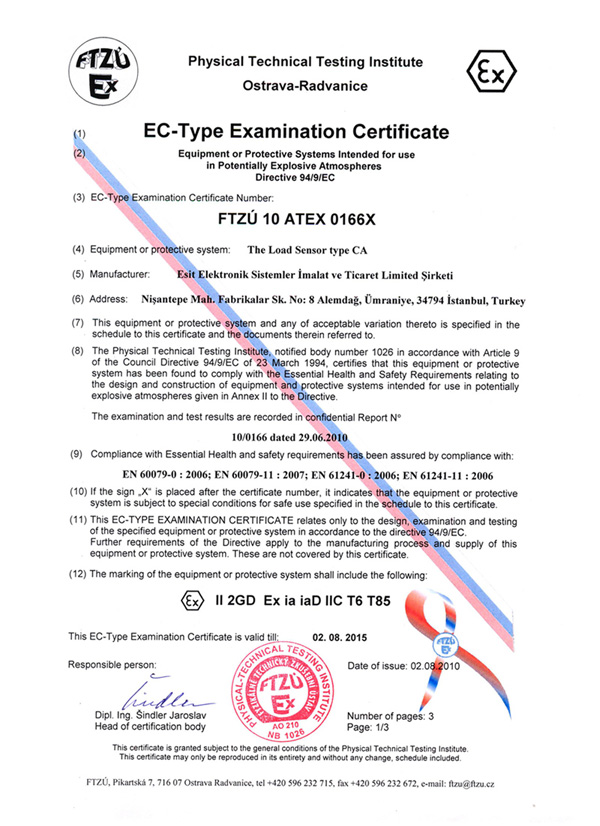 FTZÚ
Ex
Physical Technical Testing Institute
Ostrava-Radvanice
Ex
(1) EC-Type Examination Certificate
(2) Equipment or Protective Systems Intended for use
in Potentially Explosive Atmospheres
Directive 94/9/EC
(3) EC-Type Examination Certificate Number:
FTZÚ 10 ATEX 0166X
(4) Equipment or protective system: The Load Sensor type CA
(5) Manufacturer: Esit Elektronik Sistemler İmalat ve Ticaret Limited Şirketi
(6) Address: Nişantepe Mah. Fabrikalar Sk. No: 8 Alemdağ, Ümraniye, 34794 İstanbul, Turkey
(7) This equipment or protective system and any of acceptable variation thereto is specified in the
schedule to this certificate and the documents therein referred to.
(8) The Physical Technical Testing Institute, notified body number 1026 in accordance with Article 9
of the Council Directive 94/9/EC of 23 March 1994, certifies that this equipment or protective
system has been found to comply with the Essential Health and Safety Requirements relating to
the design and construction of equipment and protective systems intended for use in potentially
explosive atmospheres given in Annex II to the Directive.
The examination and test results are recorded in confidential Report N°
10/0166 dated 29.06.2010
(9) Compliance with Essential Health and safety requirements has been assured by compliance with:
EN 60079-0 : 2006; EN 60079-11 : 2007; EN 61241-0 : 2006; EN 61241-11 : 2006
(10) If the sign „X" is placed after the certificate number, it indicates that the equipment or protective
system is subject to special conditions for safe use specified in the schedule to this certificate.
(11) This EC-TYPE EXAMINATION CERTIFICATE relates only to the design, examination and testing
of the specified equipment or protective system in accordance to the directive 94/9/EC.
Further requirements of the Directive apply to the manufacturing process and supply of this
equipment or protective system. These are not covered by this certificate.
(12) The marking of the equipment or protective system shall include the following:
Ex II 2GD Ex ia iaD IIC T6 T85
This EC-Type Examination Certificate is valid till: 02. 08. 2015
Responsible person:
Date of issue: 02.08.2010
Šindler
Dipl. Ing. Šindler Jaroslav
Head of certification body
PHYSICAL-TECHNICAL TESTING INSTITUTE
FTZÚ
Ex
AO 210
NB 1026
FTZÚ
Ex
Number of pages: 3
Page: 1/3
This certificate is granted subject to the general conditions of the Physical Technical Testing Institute.
This certificate may only be reproduced in its entirety and without any change, schedule included.
FTZÚ, Pikartská 7, 716 07 Ostrava Radvanice, tel +420 596 232 715, fax +420 596 232 672, e-mail: ftzu@ftzu.cz